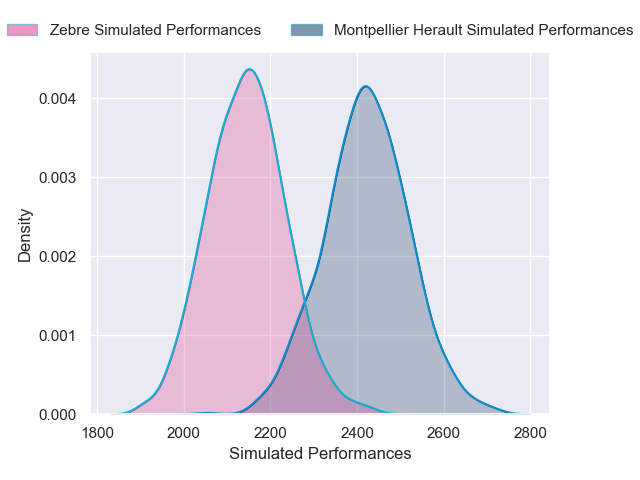 Zebre Simulated Performances Montpellier Herault Simulated Performances
0.004
0.003
0.002
0.001
0.000
Density
1800 2000 2200 2400 2600 2800
Simulated Performances